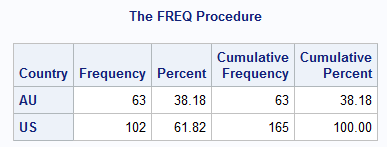 The FREQ Procedure
Country Frequency Percent Cumulative Frequency Cumulative Percent
AU 63 38.18 63 38.18
US 102 61.82 165 100.00